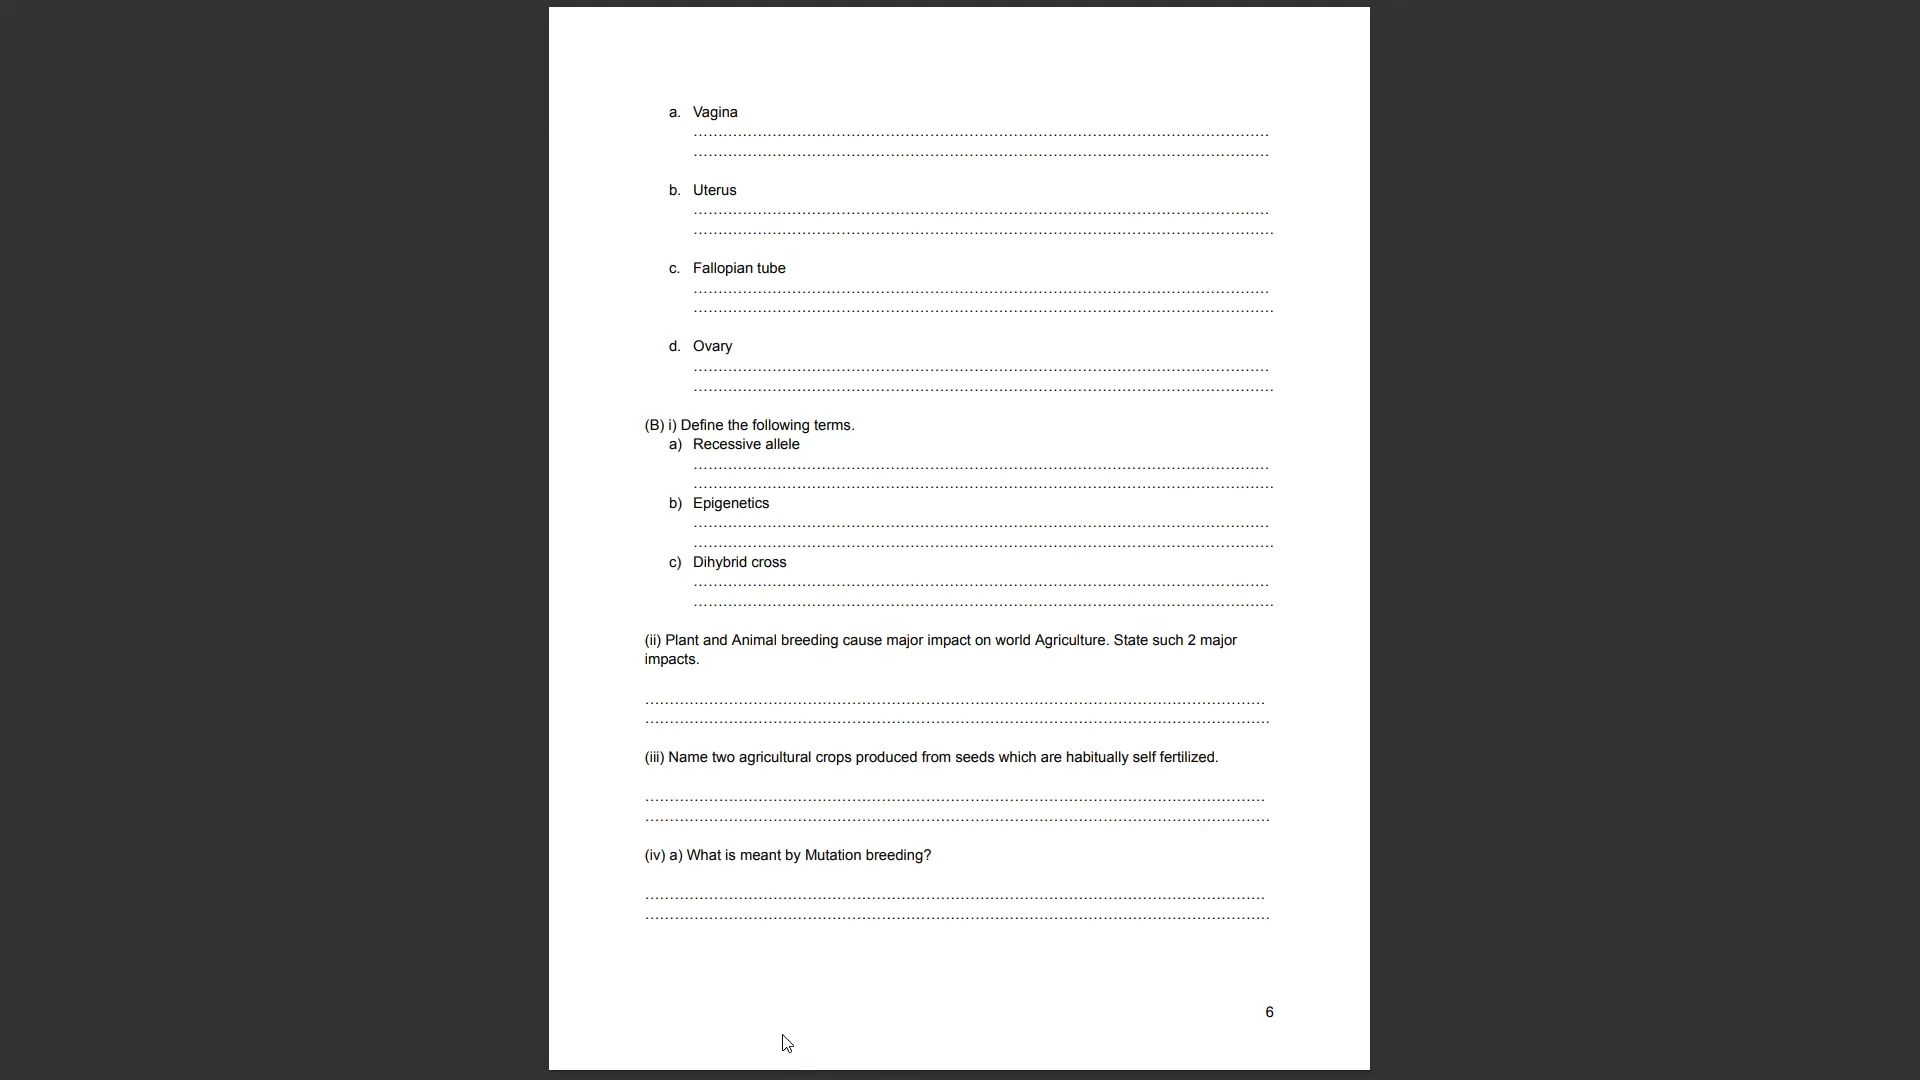 a. Vagina
................................................................................................................
................................................................................................................
b. Uterus
................................................................................................................
.................................................................................................................
c. Fallopian tube
................................................................................................................
.................................................................................................................
d. Ovary
................................................................................................................
.................................................................................................................
(B) i) Define the following terms.
a) Recessive allele
................................................................................................................
.................................................................................................................
b) Epigenetics
................................................................................................................
.................................................................................................................
c) Dihybrid cross
................................................................................................................
.................................................................................................................
(ii) Plant and Animal breeding cause major impact on world Agriculture. State such 2 major
impacts.
.........................................................................................................................
..........................................................................................................................
(iii) Name two agricultural crops produced from seeds which are habitually self fertilized.
.........................................................................................................................
..........................................................................................................................
(iv) a) What is meant by Mutation breeding?
.........................................................................................................................
..........................................................................................................................
6